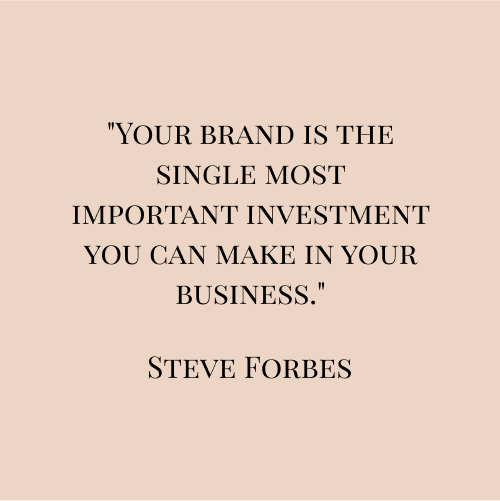 "Your brand is the
single most
important investment
you can make in your
business."
Steve Forbes